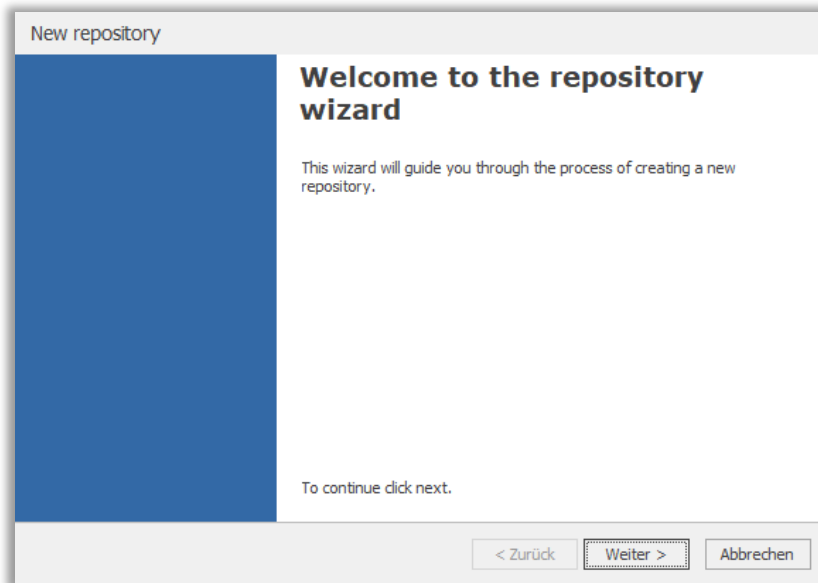 New repository
Welcome to the repository
wizard
This wizard will guide you through the process of creating a new
repository.
To continue click next.
< Zurück
Weiter >
Abbrechen